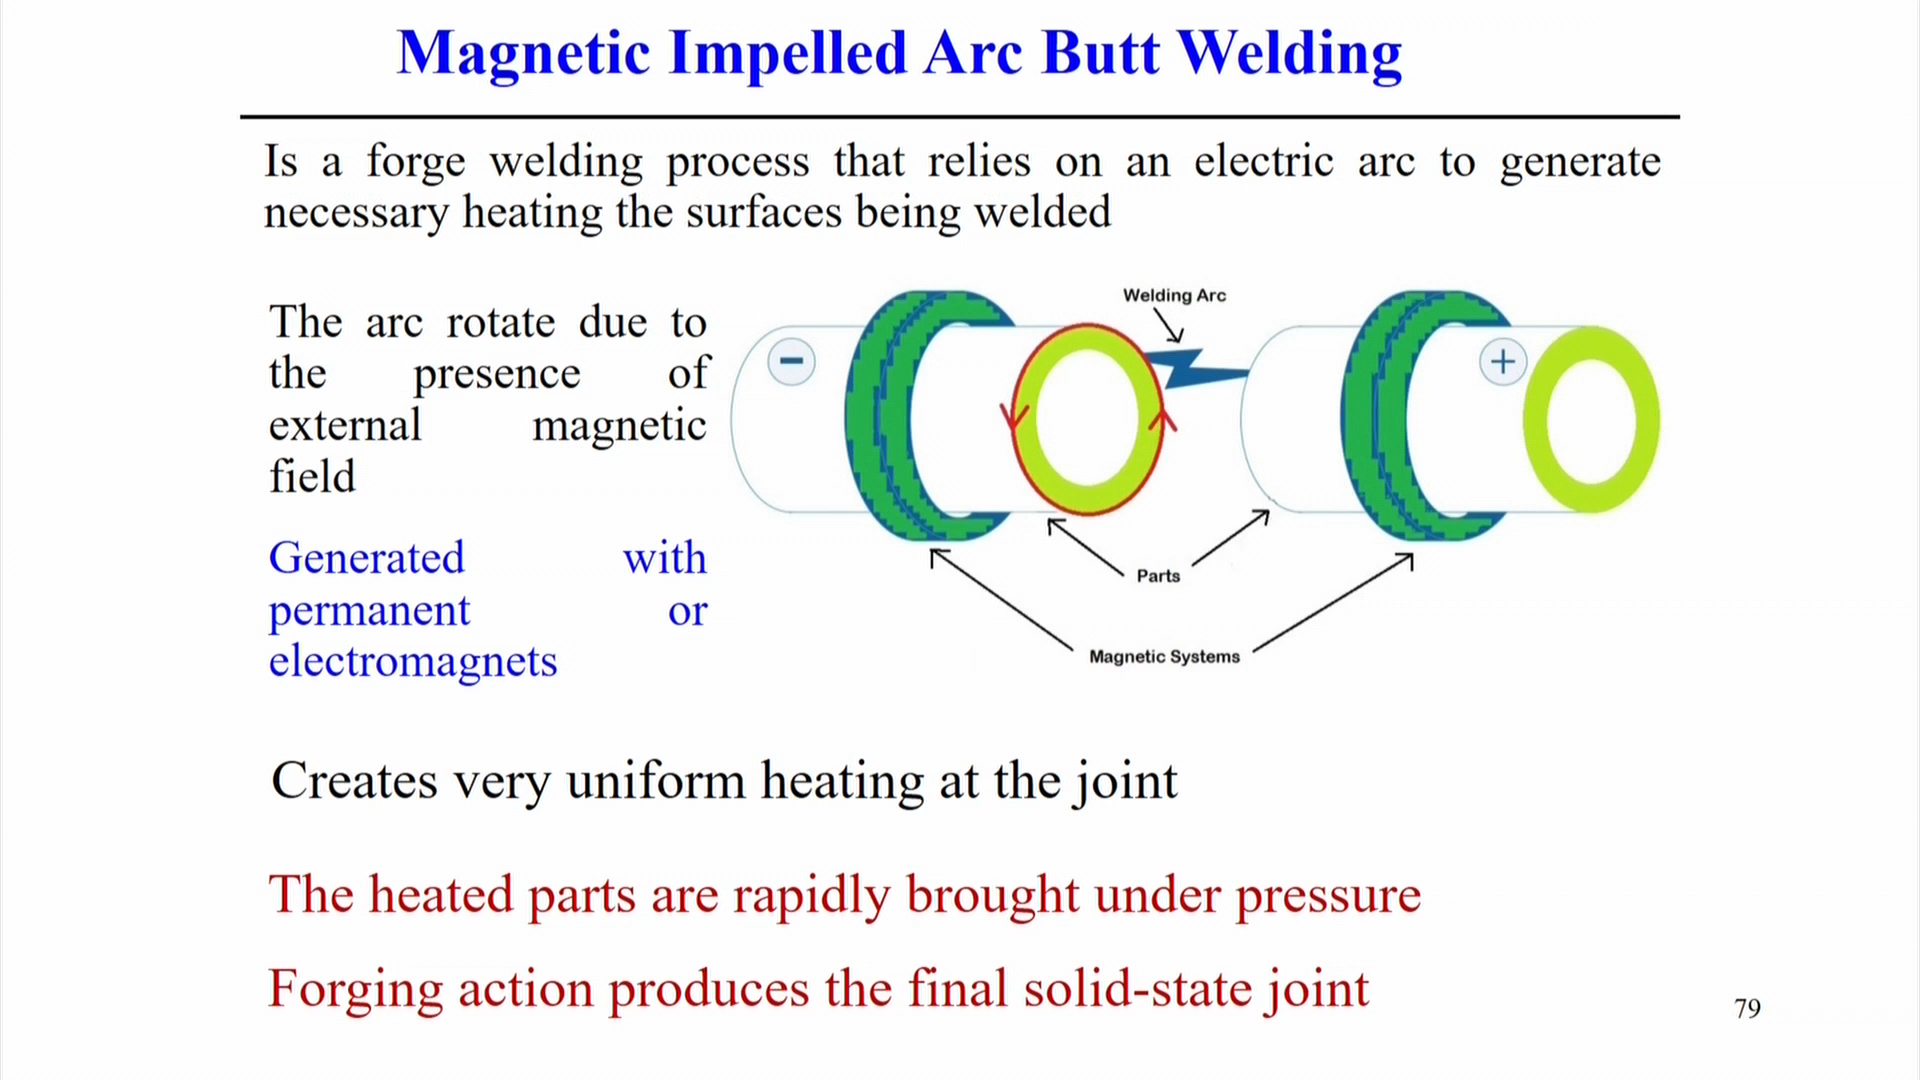 Magnetic Impelled Arc Butt Welding
Is a forge welding process that relies on an electric arc to generate
necessary heating the surfaces being welded
The arc rotate due to
the presence of
external magnetic
field
Generated with
permanent or
electromagnets
Welding Arc
−
+
Parts
Magnetic Systems
Creates very uniform heating at the joint
The heated parts are rapidly brought under pressure
Forging action produces the final solid-state joint
79